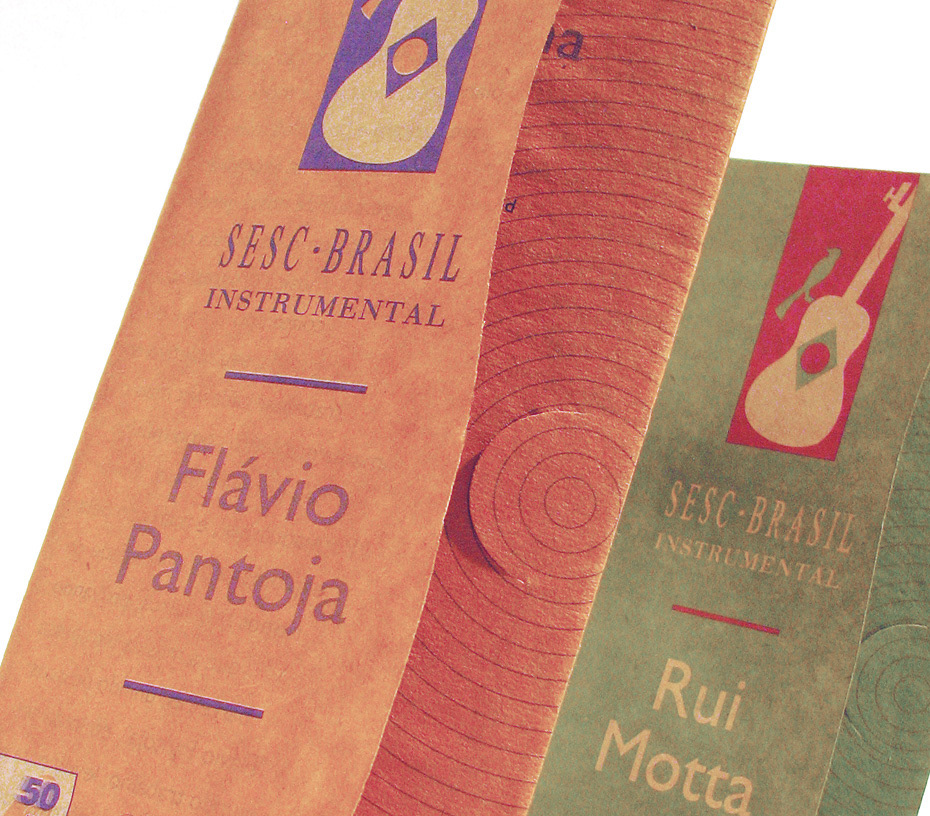 SESC·BRASIL
INSTRUMENTAL
Flávio
Pantoja
50
SESC·BRASIL
INSTRUMENTAL
Rui
Motta